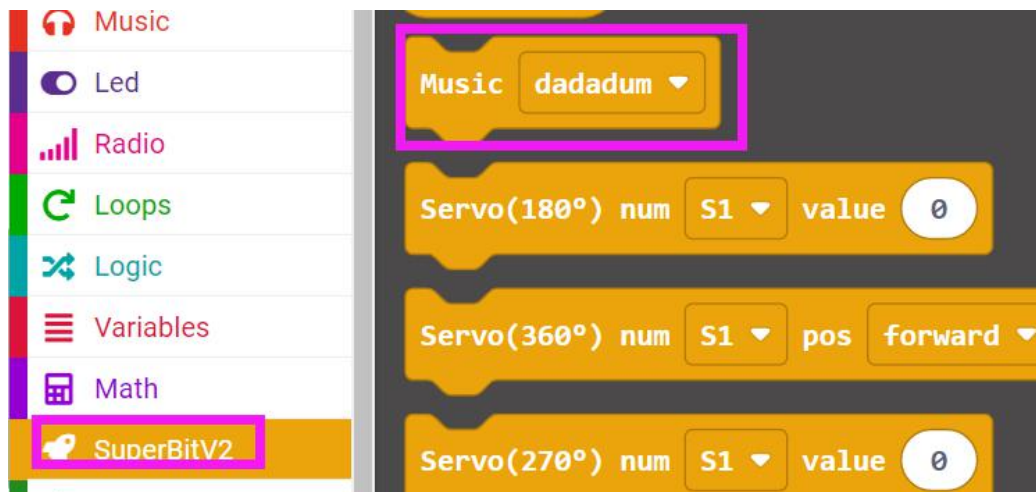 Music
Led
Radio
Loops
Logic
Variables
Math
SuperBitV2
Music dadadum
Servo(180°) num S1 value 0
Servo(360°) num S1 pos forward
Servo(270°) num S1 value 0